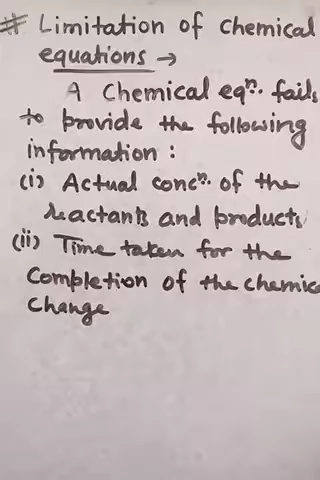 # Limitation of chemical
equations →
A Chemical eqⁿ. fails
to provide the following
information :
(i) Actual concⁿ. of the
reactants and products
(ii) Time taken for the
Completion of the chemic
Change